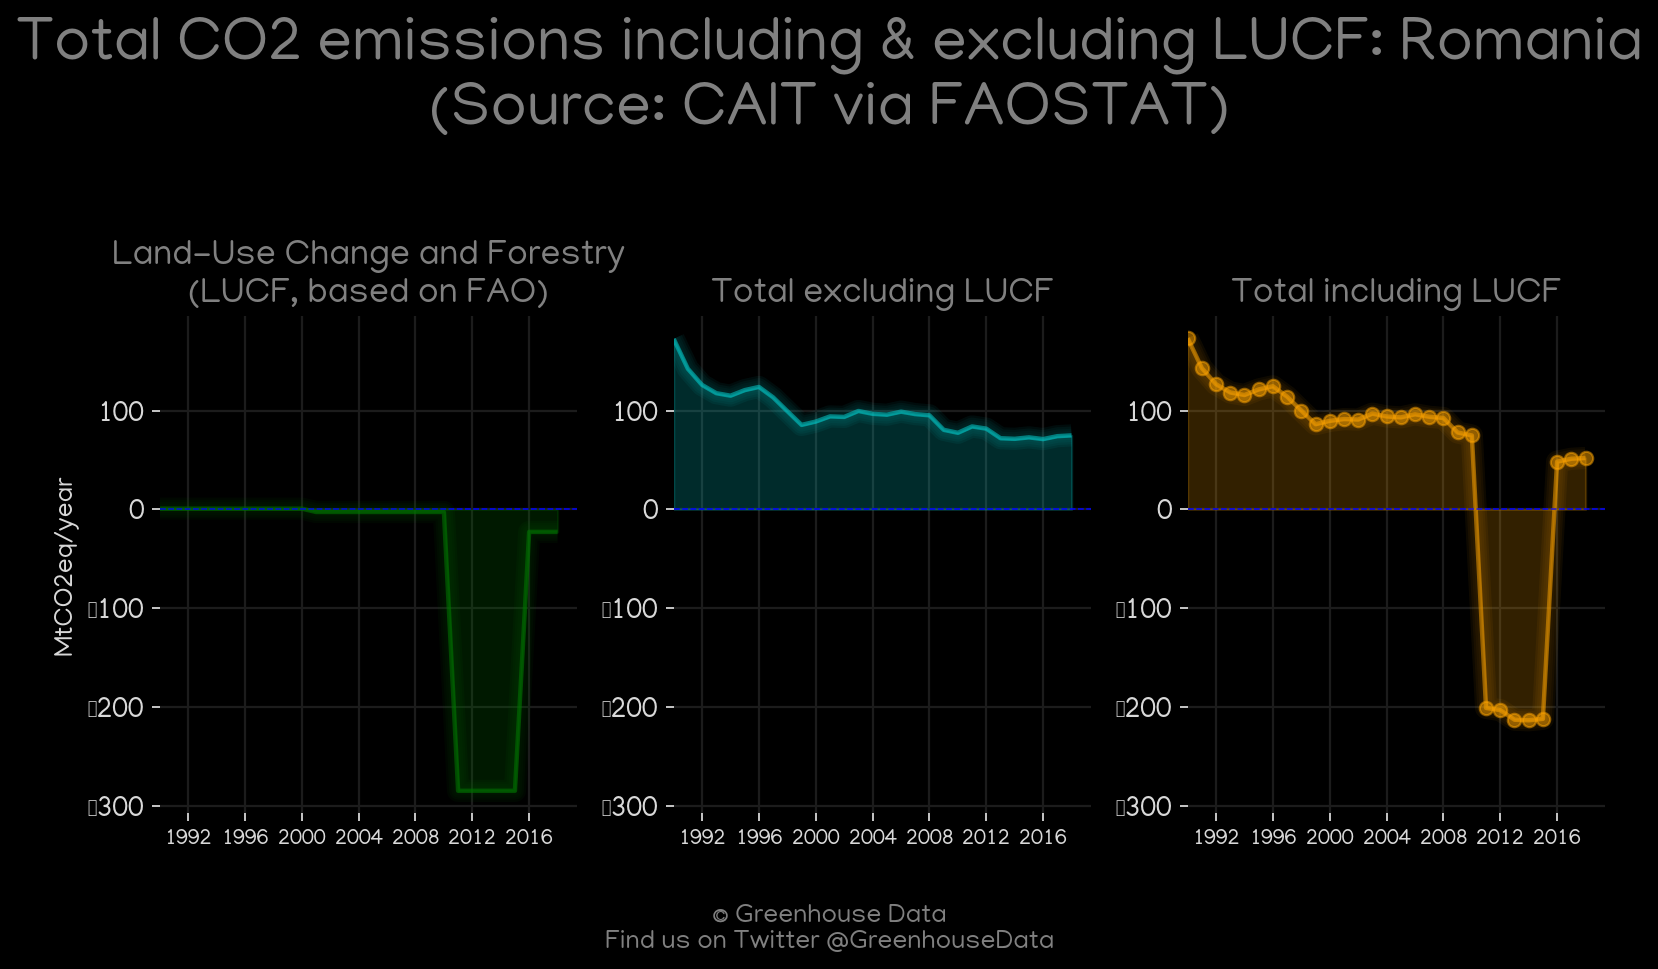 Total CO2 emissions including & excluding LUCF: Romania
(Source: CAIT via FAOSTAT)
Land-Use Change and Forestry
(LUCF, based on FAO)
Total excluding LUCF
Total including LUCF
MtCO2eq/year
100
0
▯100
▯200
▯300
1992 1996 2000 2004 2008 2012 2016
100
0
▯100
▯200
▯300
1992 1996 2000 2004 2008 2012 2016
100
0
▯100
▯200
▯300
1992 1996 2000 2004 2008 2012 2016
© Greenhouse Data
Find us on Twitter @GreenhouseData